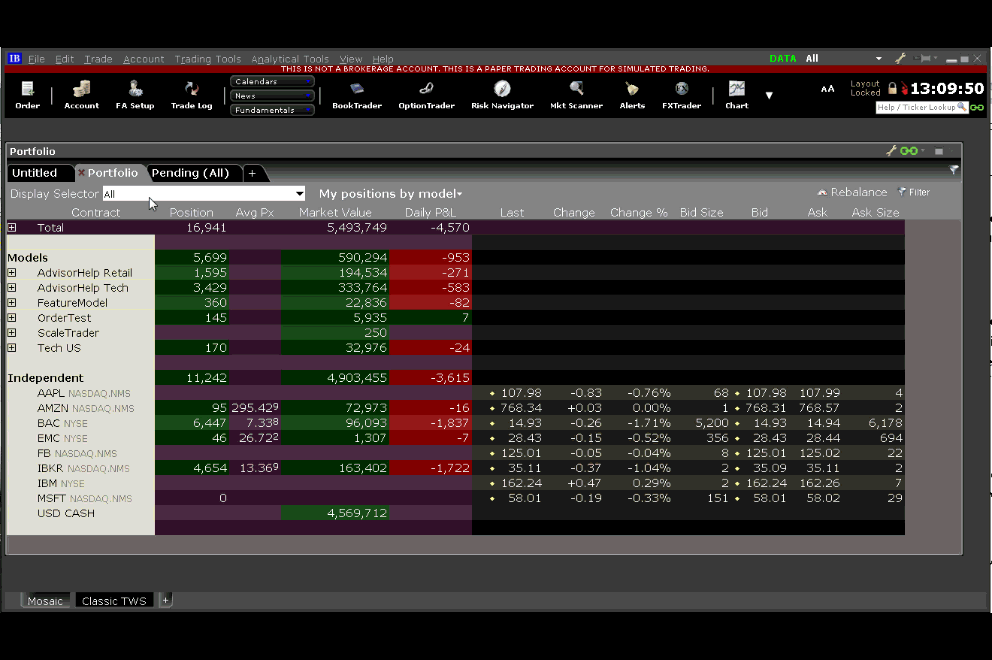 IB File Edit Trade Account Trading Tools Analytical Tools View Help DATA All
THIS IS NOT A BROKERAGE ACCOUNT. THIS IS A PAPER TRADING ACCOUNT FOR SIMULATED TRADING.
Order Account FA Setup Trade Log
Calendars
News
Fundamentals
BookTrader OptionTrader Risk Navigator Mkt Scanner Alerts FXTrader Chart
AA Layout Locked 13:09:50
Help / Ticker Lookup
Portfolio
Untitled Portfolio Pending (All) +
Display Selector All My positions by model Rebalance Filter
Contract Position Avg Px Market Value Daily P&L Last Change Change % Bid Size Bid Ask Ask Size
Total 16,941 5,493,749 -4,570
Models 5,699 590,294 -953
AdvisorHelp Retail 1,595 194,534 -271
AdvisorHelp Tech 3,429 333,764 -583
FeatureModel 360 22,836 -82
OrderTest 145 5,935 7
ScaleTrader 250
Tech US 170 32,976 -24
Independent 11,242 4,903,455 -3,615
AAPL NASDAQ.NMS 107.98 -0.83 -0.76% 68 107.98 107.99 4
AMZN NASDAQ.NMS 95 295.429 72,973 -16 768.34 +0.03 0.00% 1 768.31 768.57 2
BAC NYSE 6,447 7.338 96,093 -1,837 14.93 -0.26 -1.71% 5,200 14.93 14.94 6,178
EMC NYSE 46 26.722 1,307 -7 28.43 -0.15 -0.52% 356 28.43 28.44 694
FB NASDAQ.NMS 125.01 -0.05 -0.04% 8 125.01 125.02 22
IBKR NASDAQ.NMS 4,654 13.369 163,402 -1,722 35.11 -0.37 -1.04% 2 35.09 35.11 2
IBM NYSE 162.24 +0.47 0.29% 2 162.24 162.26 7
MSFT NASDAQ.NMS 0 58.01 -0.19 -0.33% 151 58.01 58.02 29
USD CASH 4,569,712
Mosaic Classic TWS +